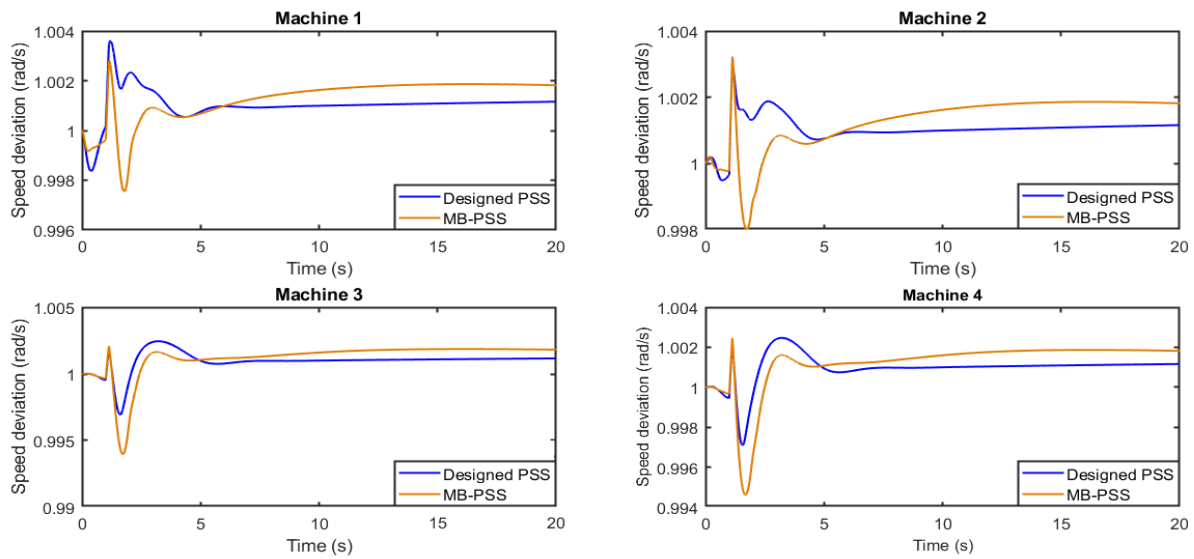 Machine 1
Speed deviation (rad/s)
1.004
1.002
1
0.998
0.996
Designed PSS
MB-PSS
0 5 10 15 20
Time (s)
Machine 2
Speed deviation (rad/s)
1.004
1.002
1
0.998
Designed PSS
MB-PSS
0 5 10 15 20
Time (s)
Machine 3
Speed deviation (rad/s)
1.005
1
0.995
0.99
Designed PSS
MB-PSS
0 5 10 15 20
Time (s)
Machine 4
Speed deviation (rad/s)
1.004
1.002
1
0.998
0.996
0.994
Designed PSS
MB-PSS
0 5 10 15 20
Time (s)